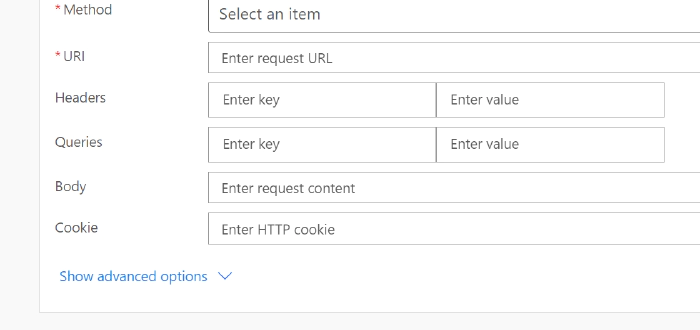 * Method
Select an item
* URI
Enter request URL
Headers
Enter key
Enter value
Queries
Enter key
Enter value
Body
Enter request content
Cookie
Enter HTTP cookie
Show advanced options